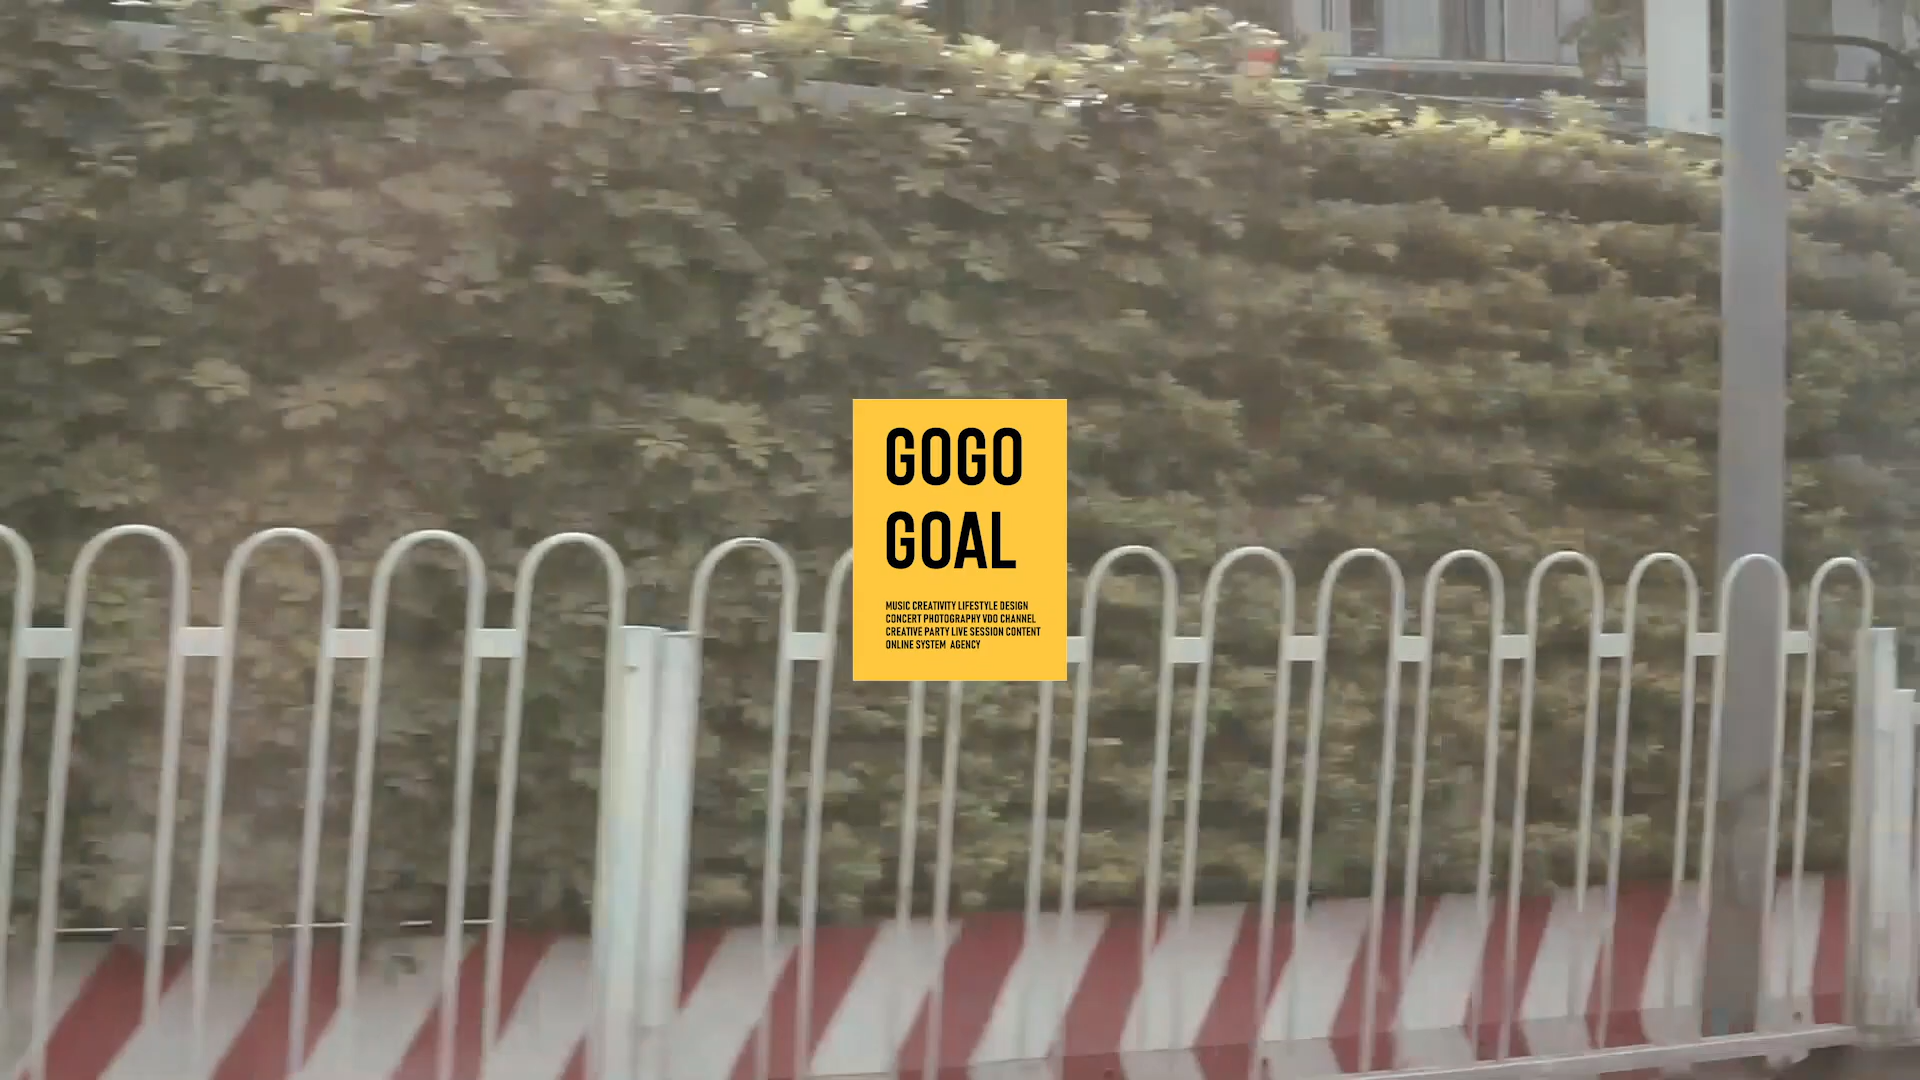 GOGO
GOAL
MUSIC CREATIVITY LIFESTYLE DESIGN
CONCERT PHOTOGRAPHY VDO CHANNEL
CREATIVE PARTY LIVE SESSION CONTENT
ONLINE SYSTEM AGENCY